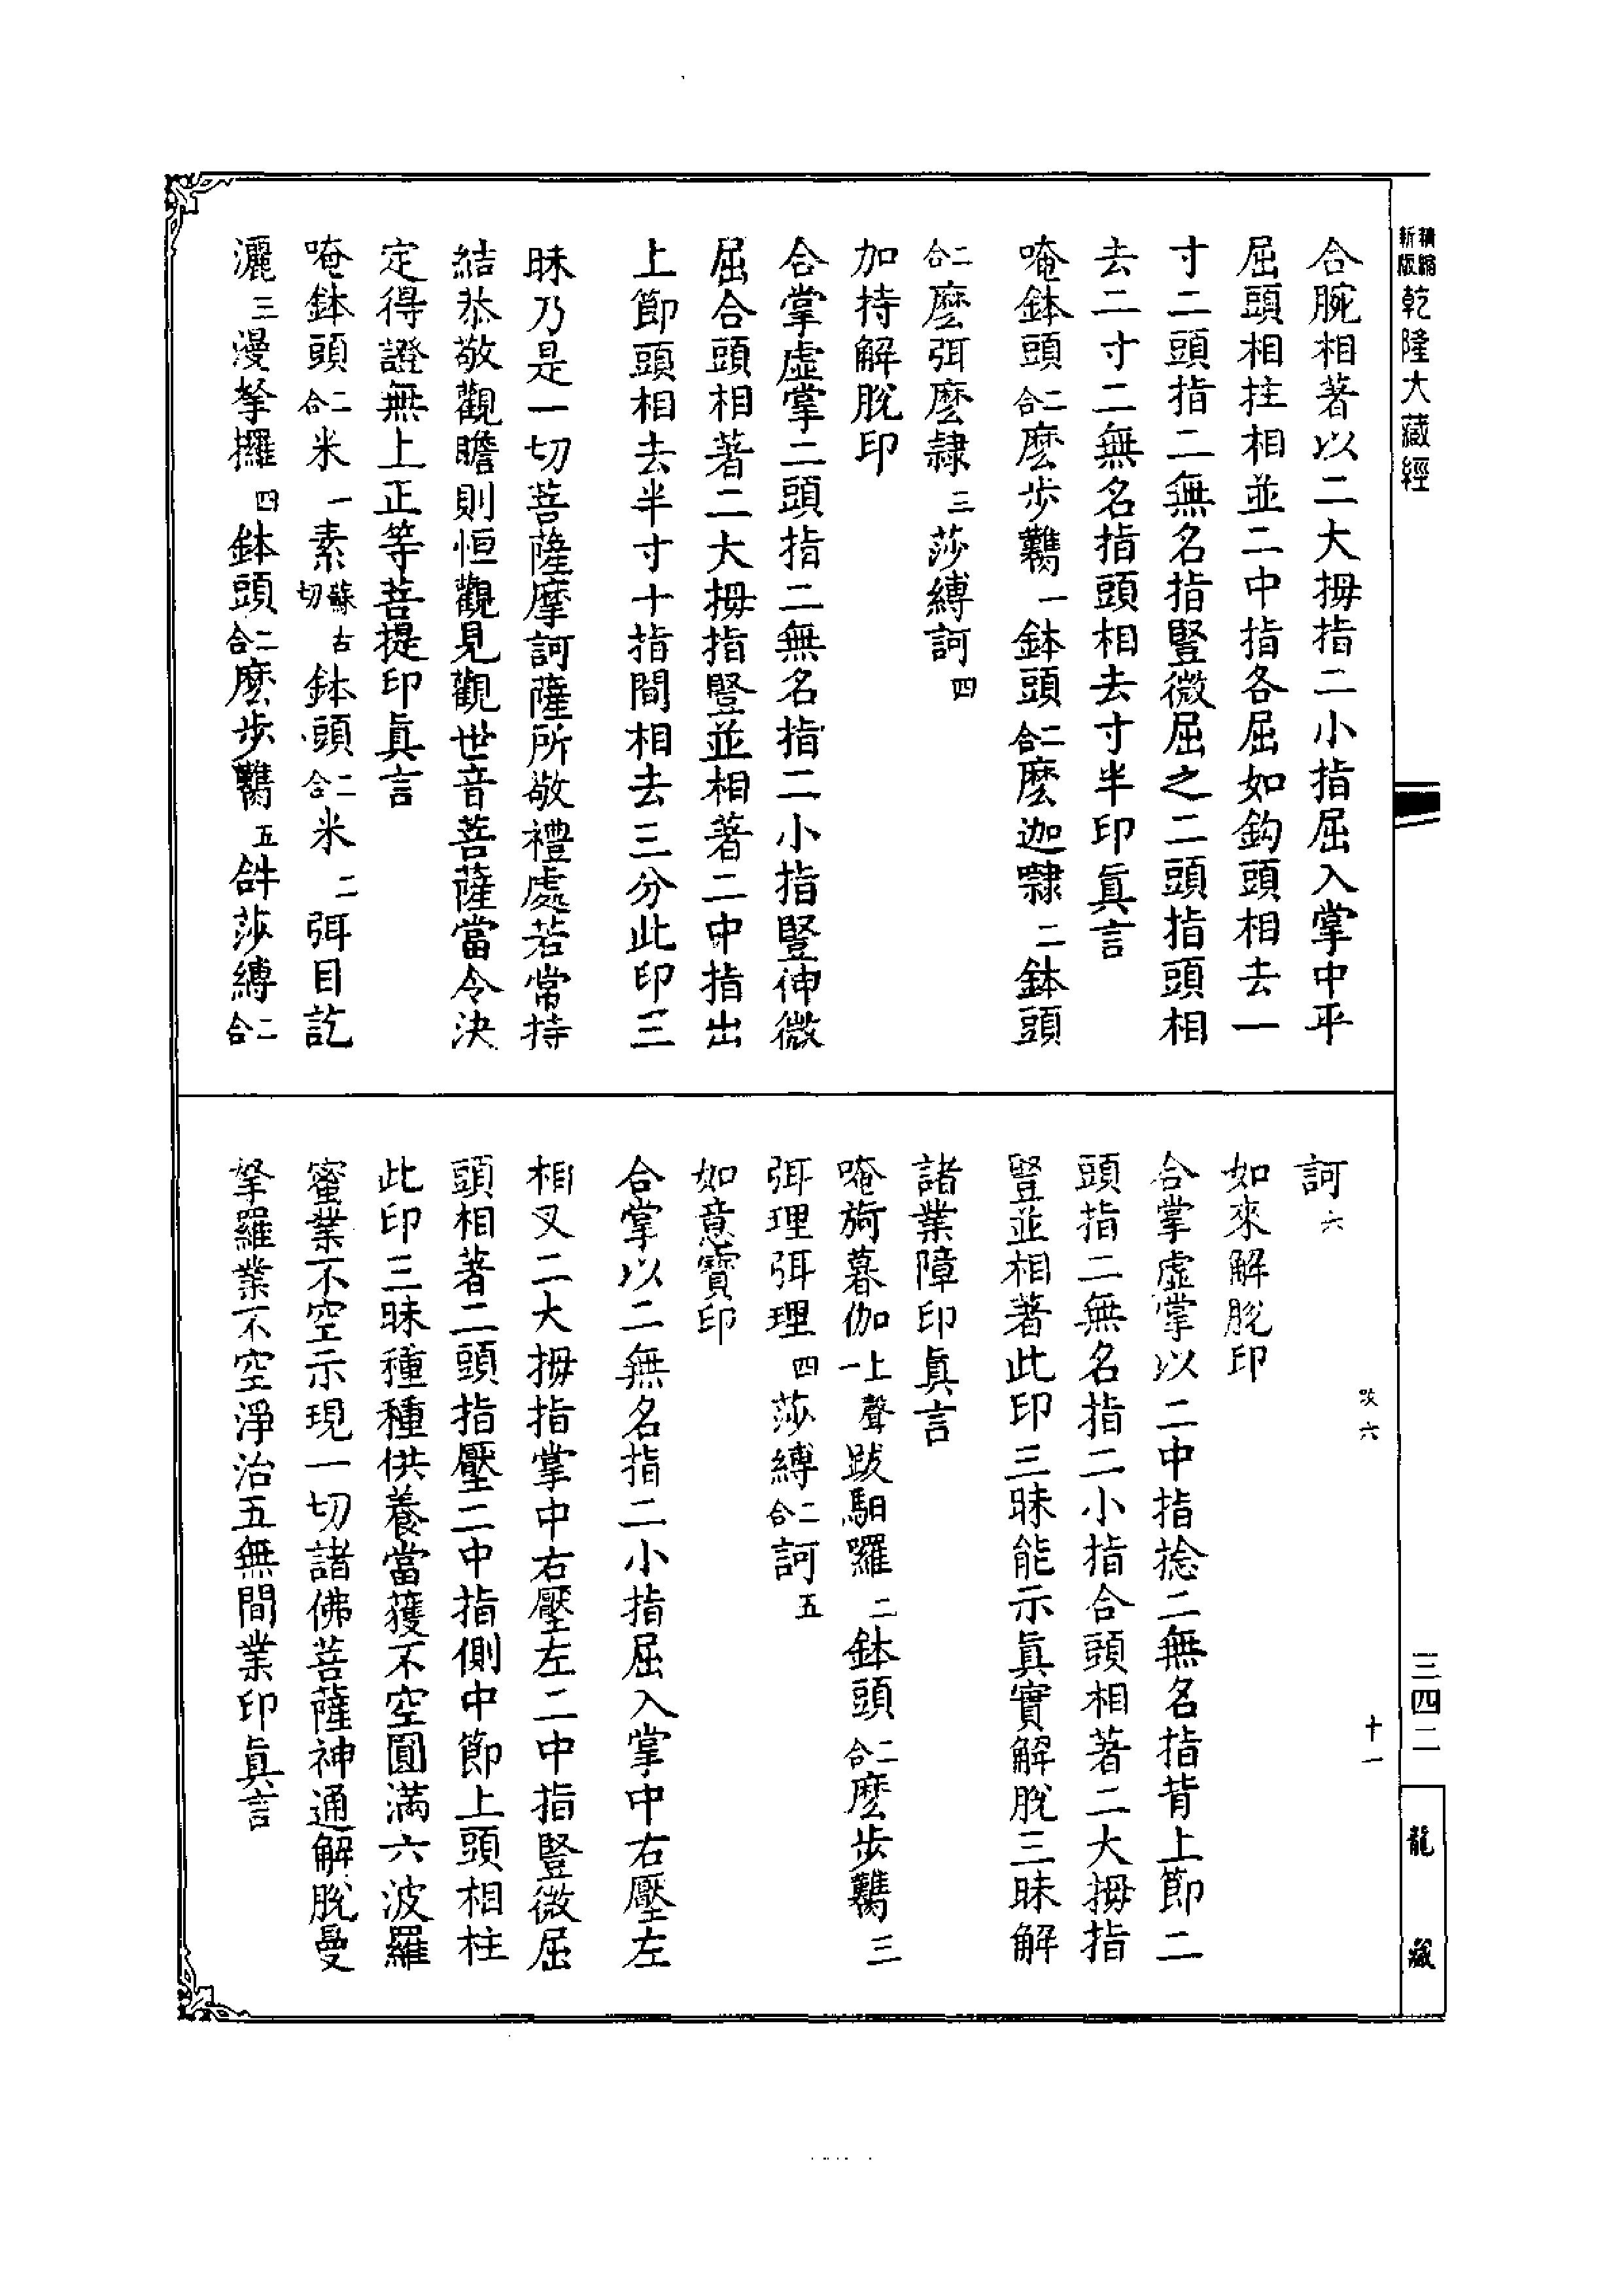 精縮新版乾隆大藏經
合腕相著以二大拇指二小指屈入掌中平
屈頭相拄相並二中指各屈如鈎頭相去一
寸二頭指二無名指豎微屈之二頭指頭相
去二寸二無名指頭相去寸半印眞言
唵鉢頭二合麽步鸈一鉢頭二合麽迦㘑二鉢頭
二合麽弭麽隷三莎縛訶四
加持解脫印
合掌虛掌二頭指二無名指二小指豎伸微
屈合頭相著二大拇指豎並相著二中指出
上節頭相去半寸十指間相去三分此印三
昧乃是一切菩薩摩訶薩所敬禮處若常持
結恭敬觀瞻則恒觀見觀世音菩薩當令決
定得證無上正等菩提印眞言
唵鉢頭二合米一素蘇古切鉢頭二合米二弭目訖
灑三漫拏攞四鉢頭二合麽步鸈五𤙖莎縛二合
訶六
如來解脫印
合掌虛掌以二中指捻二無名指背上節二
頭指二無名指二小指合頭相著二大拇指
豎並相著此印三昧能示眞實解脫三昧解
諸業障印眞言
唵旖暮伽上聲一跋馹囉二鉢頭二合麽步鸈三
弭理弭理四莎縛二合訶五
如意寶印
合掌以二無名指二小指屈入掌中右壓左
相叉二大拇指掌中右壓左二中指豎微屈
頭相著二頭指壓二中指側中節上頭相柱
此印三昧種種供養當獲不空圓滿六波羅
蜜業不空示現一切諸佛菩薩神通解脫曼
拏羅業不空淨治五無間業印眞言
六
十一
三四二
龍藏